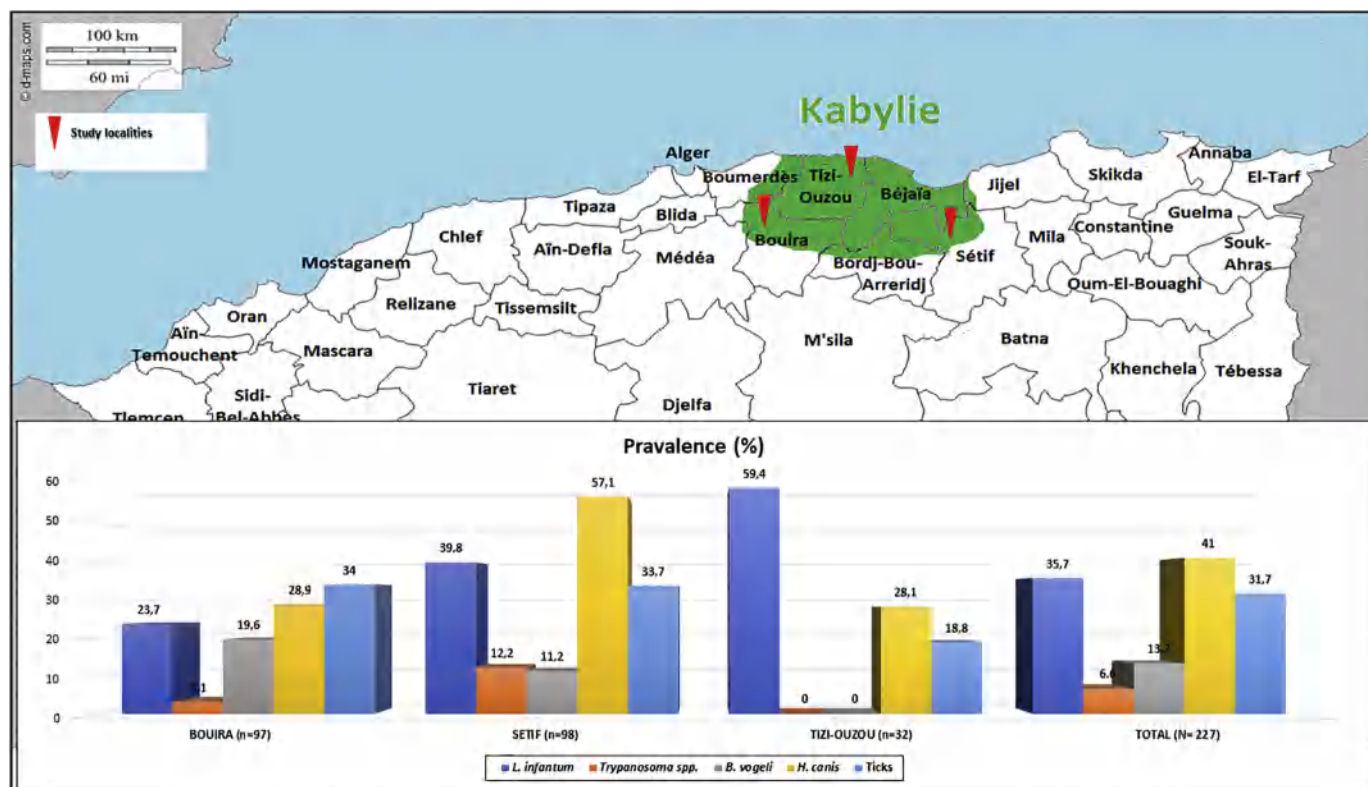 100 km
60 mi
© d-maps.com
Study localities
Kabylie
Alger
Boumerdès
Tizi-
Ouzou
Béjaïa
Jijel
Skikda
Annaba
El-Tarf
Tipaza
Blida
Bouira
Sétif
Mila
Constantine
Guelma
Souk-
Ahras
Chlef
Aïn-Defla
Médéa
Bordj-Bou-
Arreridj
Oum-El-Bouaghi
Mostaganem
Relizane
Tissemsilt
Oran
Aïn-
Temouchent
Mascara
M'sila
Batna
Khenchela
Tébessa
Sidi-
Bel-Abbès
Tiaret
Djelfa
Tlemcen
Pravalence (%)
60
50
40
30
20
10
0
23,7
19,6
28,9
34
39,8
12,2
11,2
57,1
33,7
59,4
0
0
28,1
18,8
35,7
6,6
41
31,7
BOUIRA (n=97)
SETIF (n=98)
TIZI-OUZOU (n=32)
TOTAL (N= 227)
L. infantum
Trypanosoma spp.
B. vogeli
H. canis
Ticks